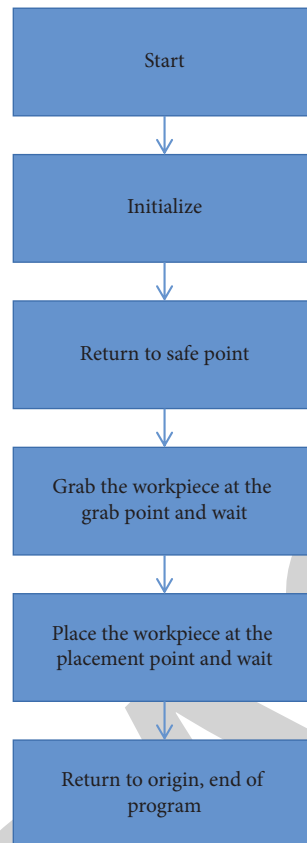 Start
Initialize
Return to safe point
Grab the workpiece at the
grab point and wait
Place the workpiece at the
placement point and wait
Return to origin, end of
program